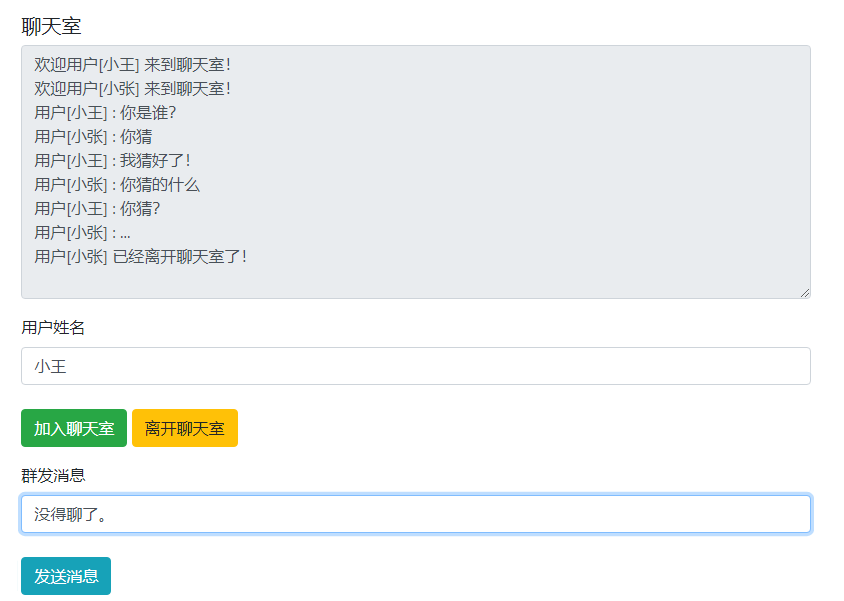 聊天室
欢迎用户[小王] 来到聊天室!
欢迎用户[小张] 来到聊天室!
用户[小王] : 你是谁?
用户[小张] : 你猜
用户[小王] : 我猜好了!
用户[小张] : 你猜的什么
用户[小王] : 你猜?
用户[小张] : ...
用户[小张] 已经离开聊天室了!
用户姓名
小王
加入聊天室 离开聊天室
群发消息
没得聊了。
发送消息